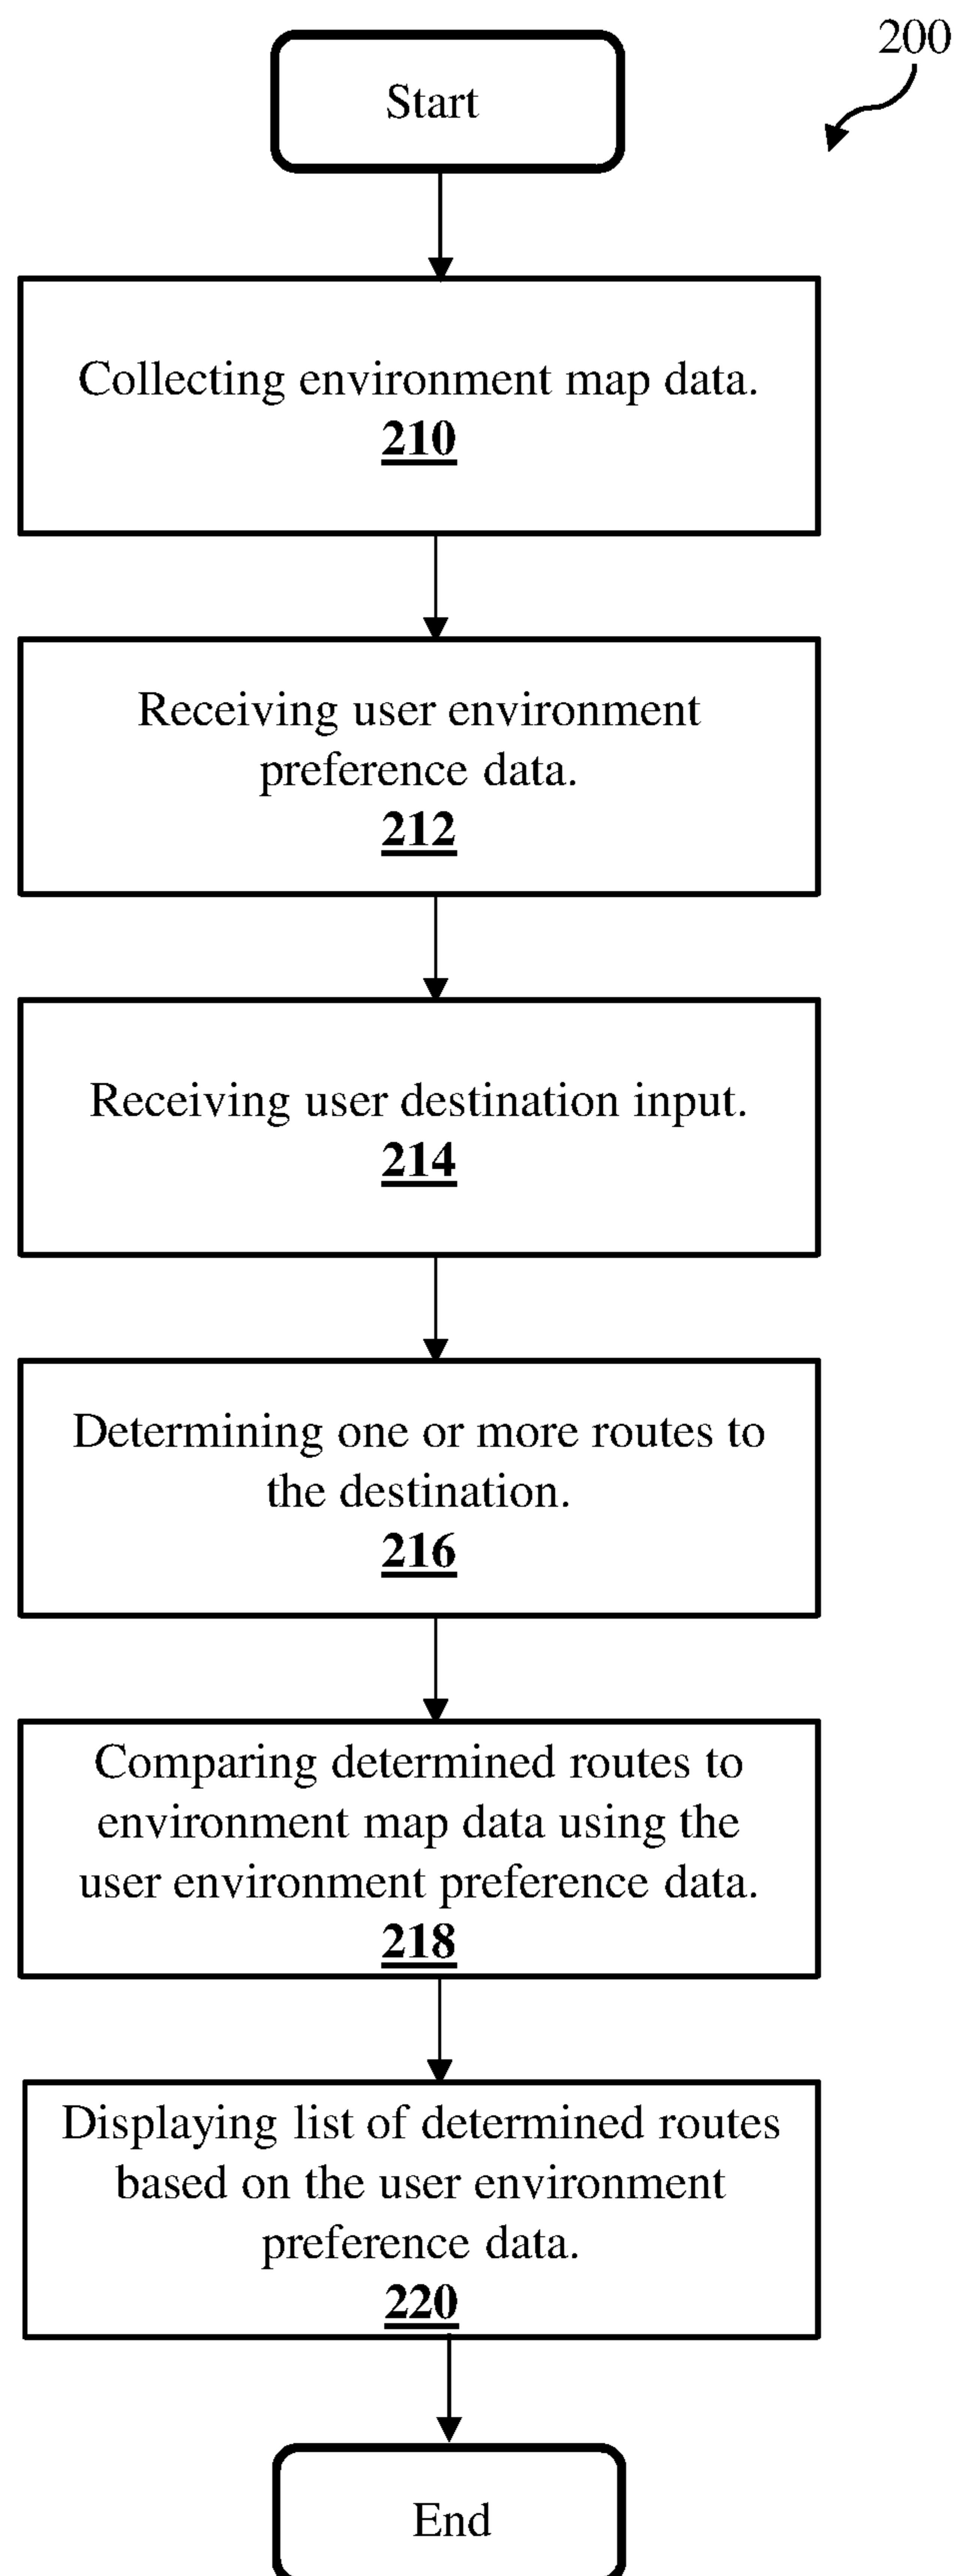 200
Start
Collecting environment map data.
210
Receiving user environment
preference data.
212
Receiving user destination input.
214
Determining one or more routes to
the destination.
216
Comparing determined routes to
environment map data using the
user environment preference data.
218
Displaying list of determined routes
based on the user environment
preference data.
220
End